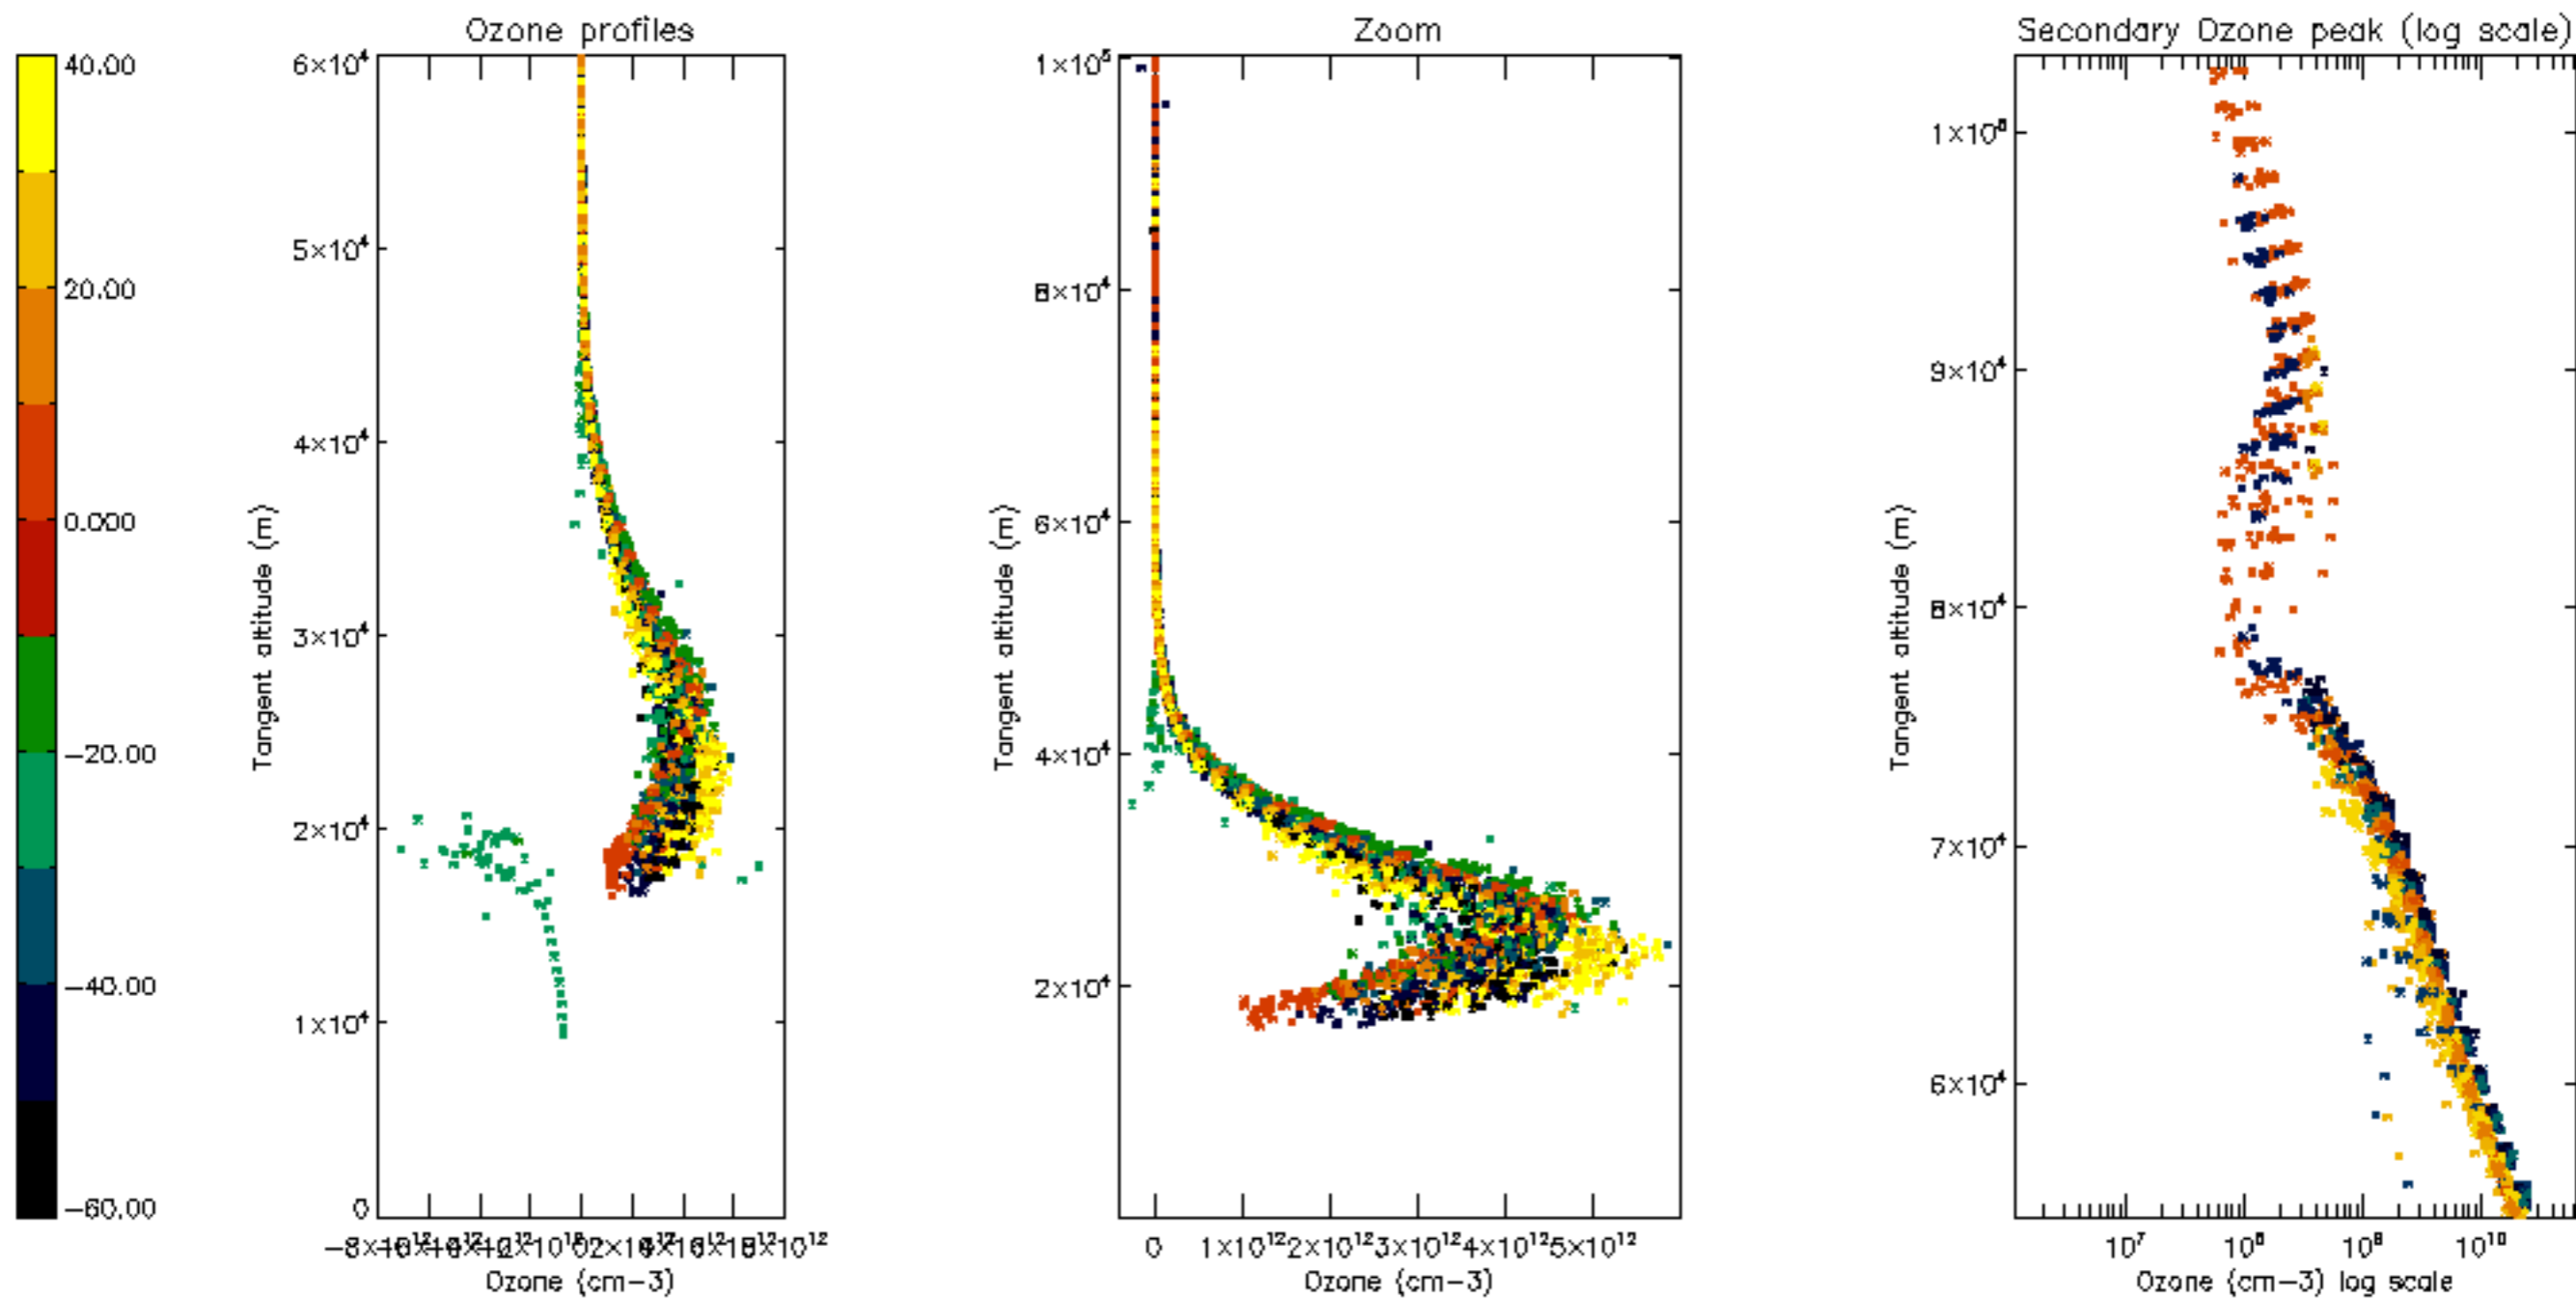 Ozone profiles
Zoom
Secondary Ozone peak (log scale)
40.00
20.00
0.000
−20.00
−40.00
−60.00
Tangent altitude (m)
6×10⁴
5×10⁴
4×10⁴
3×10⁴
2×10⁴
1×10⁴
0
Ozone (cm−3)
Tangent altitude (m)
1×10⁵
8×10⁴
6×10⁴
4×10⁴
2×10⁴
0 1×10¹² 2×10¹² 3×10¹² 4×10¹² 5×10¹²
Ozone (cm−3)
Tangent altitude (m)
9×10⁴
8×10⁴
7×10⁴
6×10⁴
10⁷ 10⁸ 10⁹ 10¹⁰
Ozone (cm−3) log scale